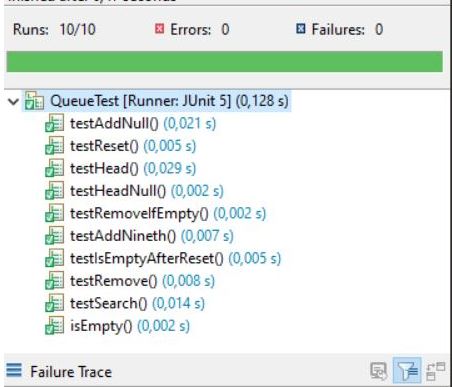 Runs: 10/10 Errors: 0 Failures: 0
QueueTest [Runner: JUnit 5] (0,128 s)
testAddNull() (0,021 s)
testReset() (0,005 s)
testHead() (0,029 s)
testHeadNull() (0,002 s)
testRemoveIfEmpty() (0,002 s)
testAddNineth() (0,007 s)
testIsEmptyAfterReset() (0,005 s)
testRemove() (0,008 s)
testSearch() (0,014 s)
isEmpty() (0,002 s)
Failure Trace